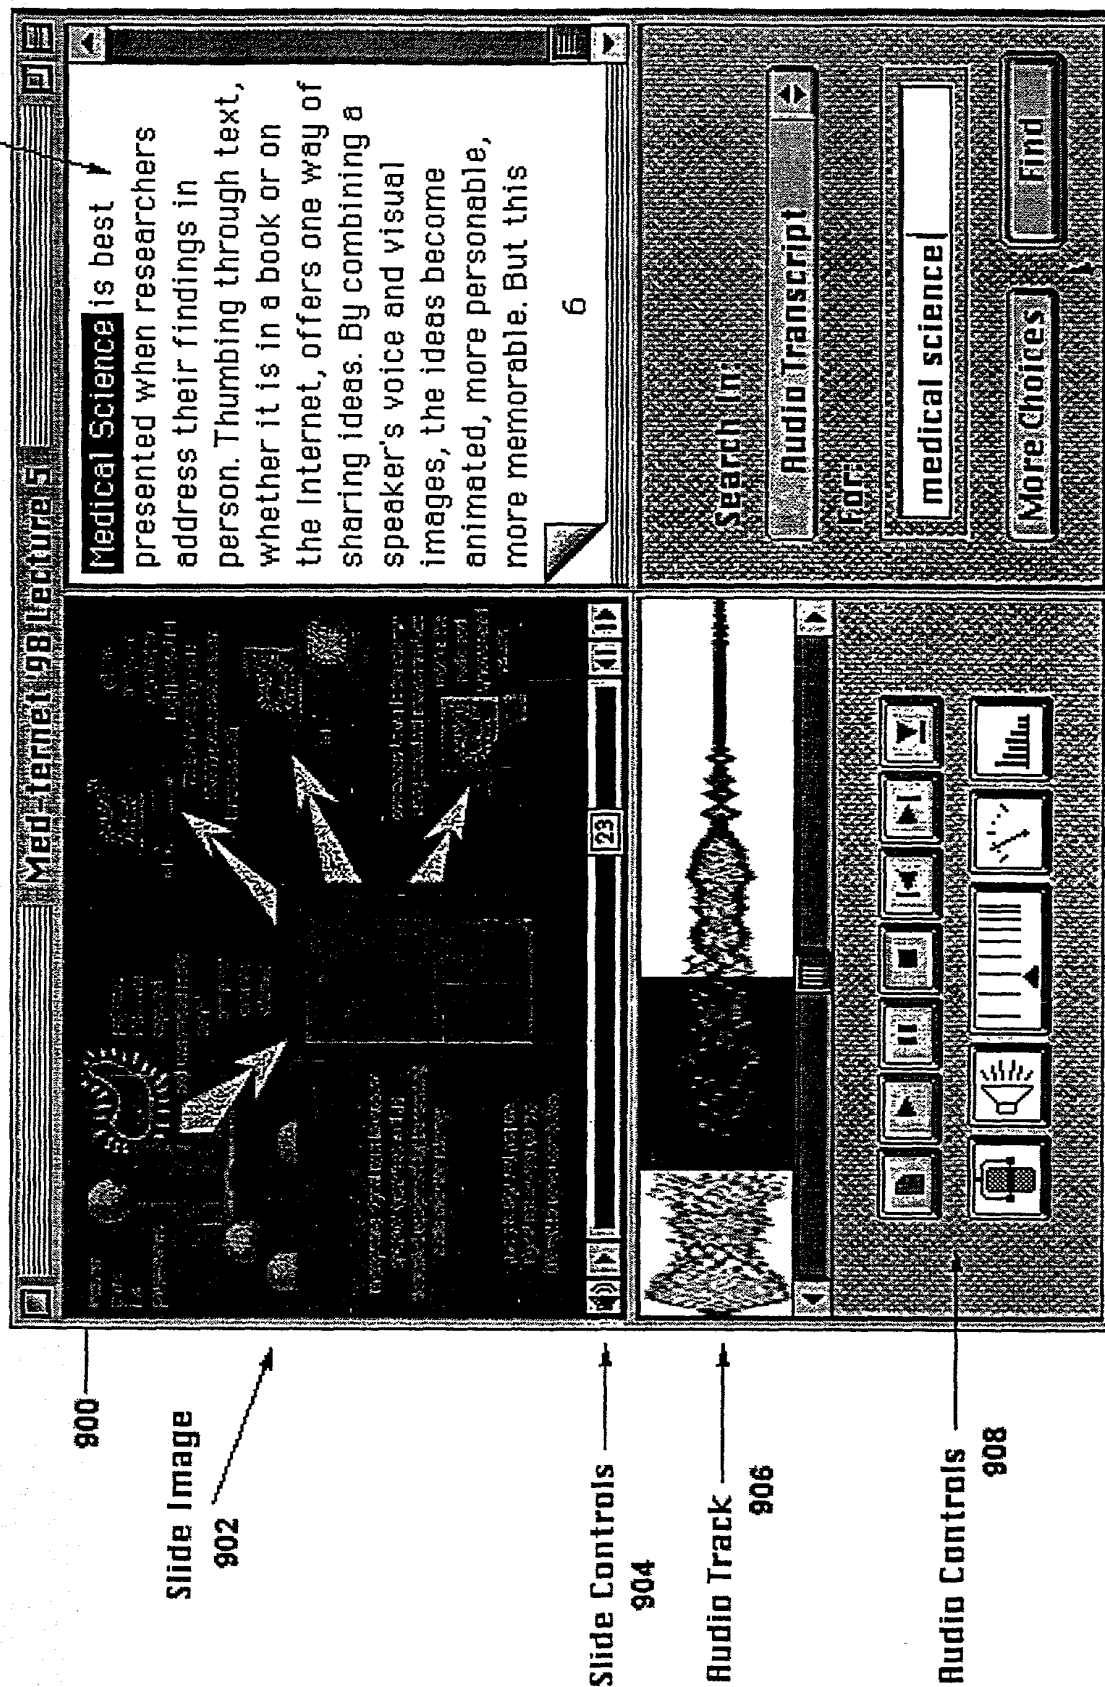 900
Slide Image
902
Slide Controls
904
Audio Track
906
Audio Controls
908
Med-ternet '98 Lecture 5
23
Medical Science is best
presented when researchers
address their findings in
person. Thumbing through text,
whether it is in a book or on
the Internet, offers one way of
sharing ideas. By combining a
speaker's voice and visual
images, the ideas become
animated, more personable,
more memorable. But this
6
Search In:
Audio Transcript
For:
medical science
More Choices
Find